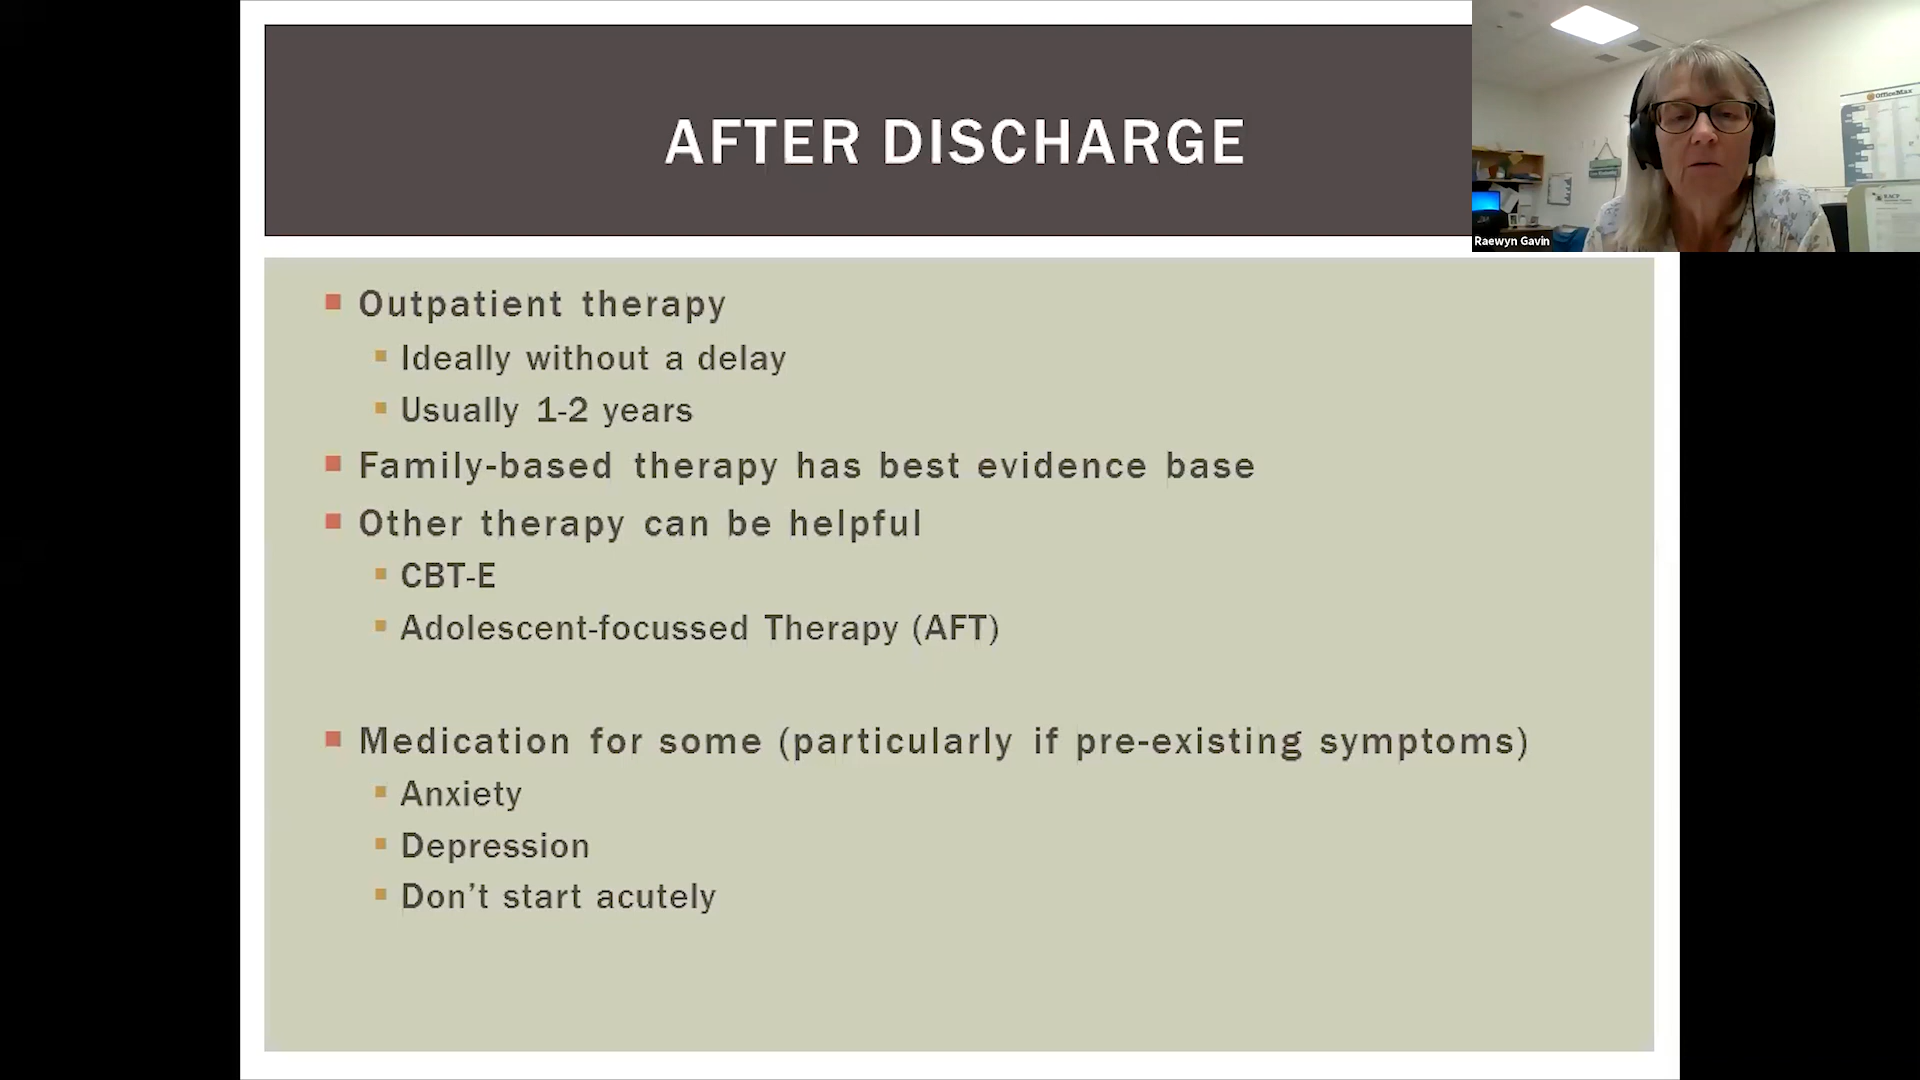 AFTER DISCHARGE
OfficeMax
RACP
Raewyn Gavin
Outpatient therapy
Ideally without a delay
Usually 1-2 years
Family-based therapy has best evidence base
Other therapy can be helpful
CBT-E
Adolescent-focussed Therapy (AFT)
Medication for some (particularly if pre-existing symptoms)
Anxiety
Depression
Don't start acutely